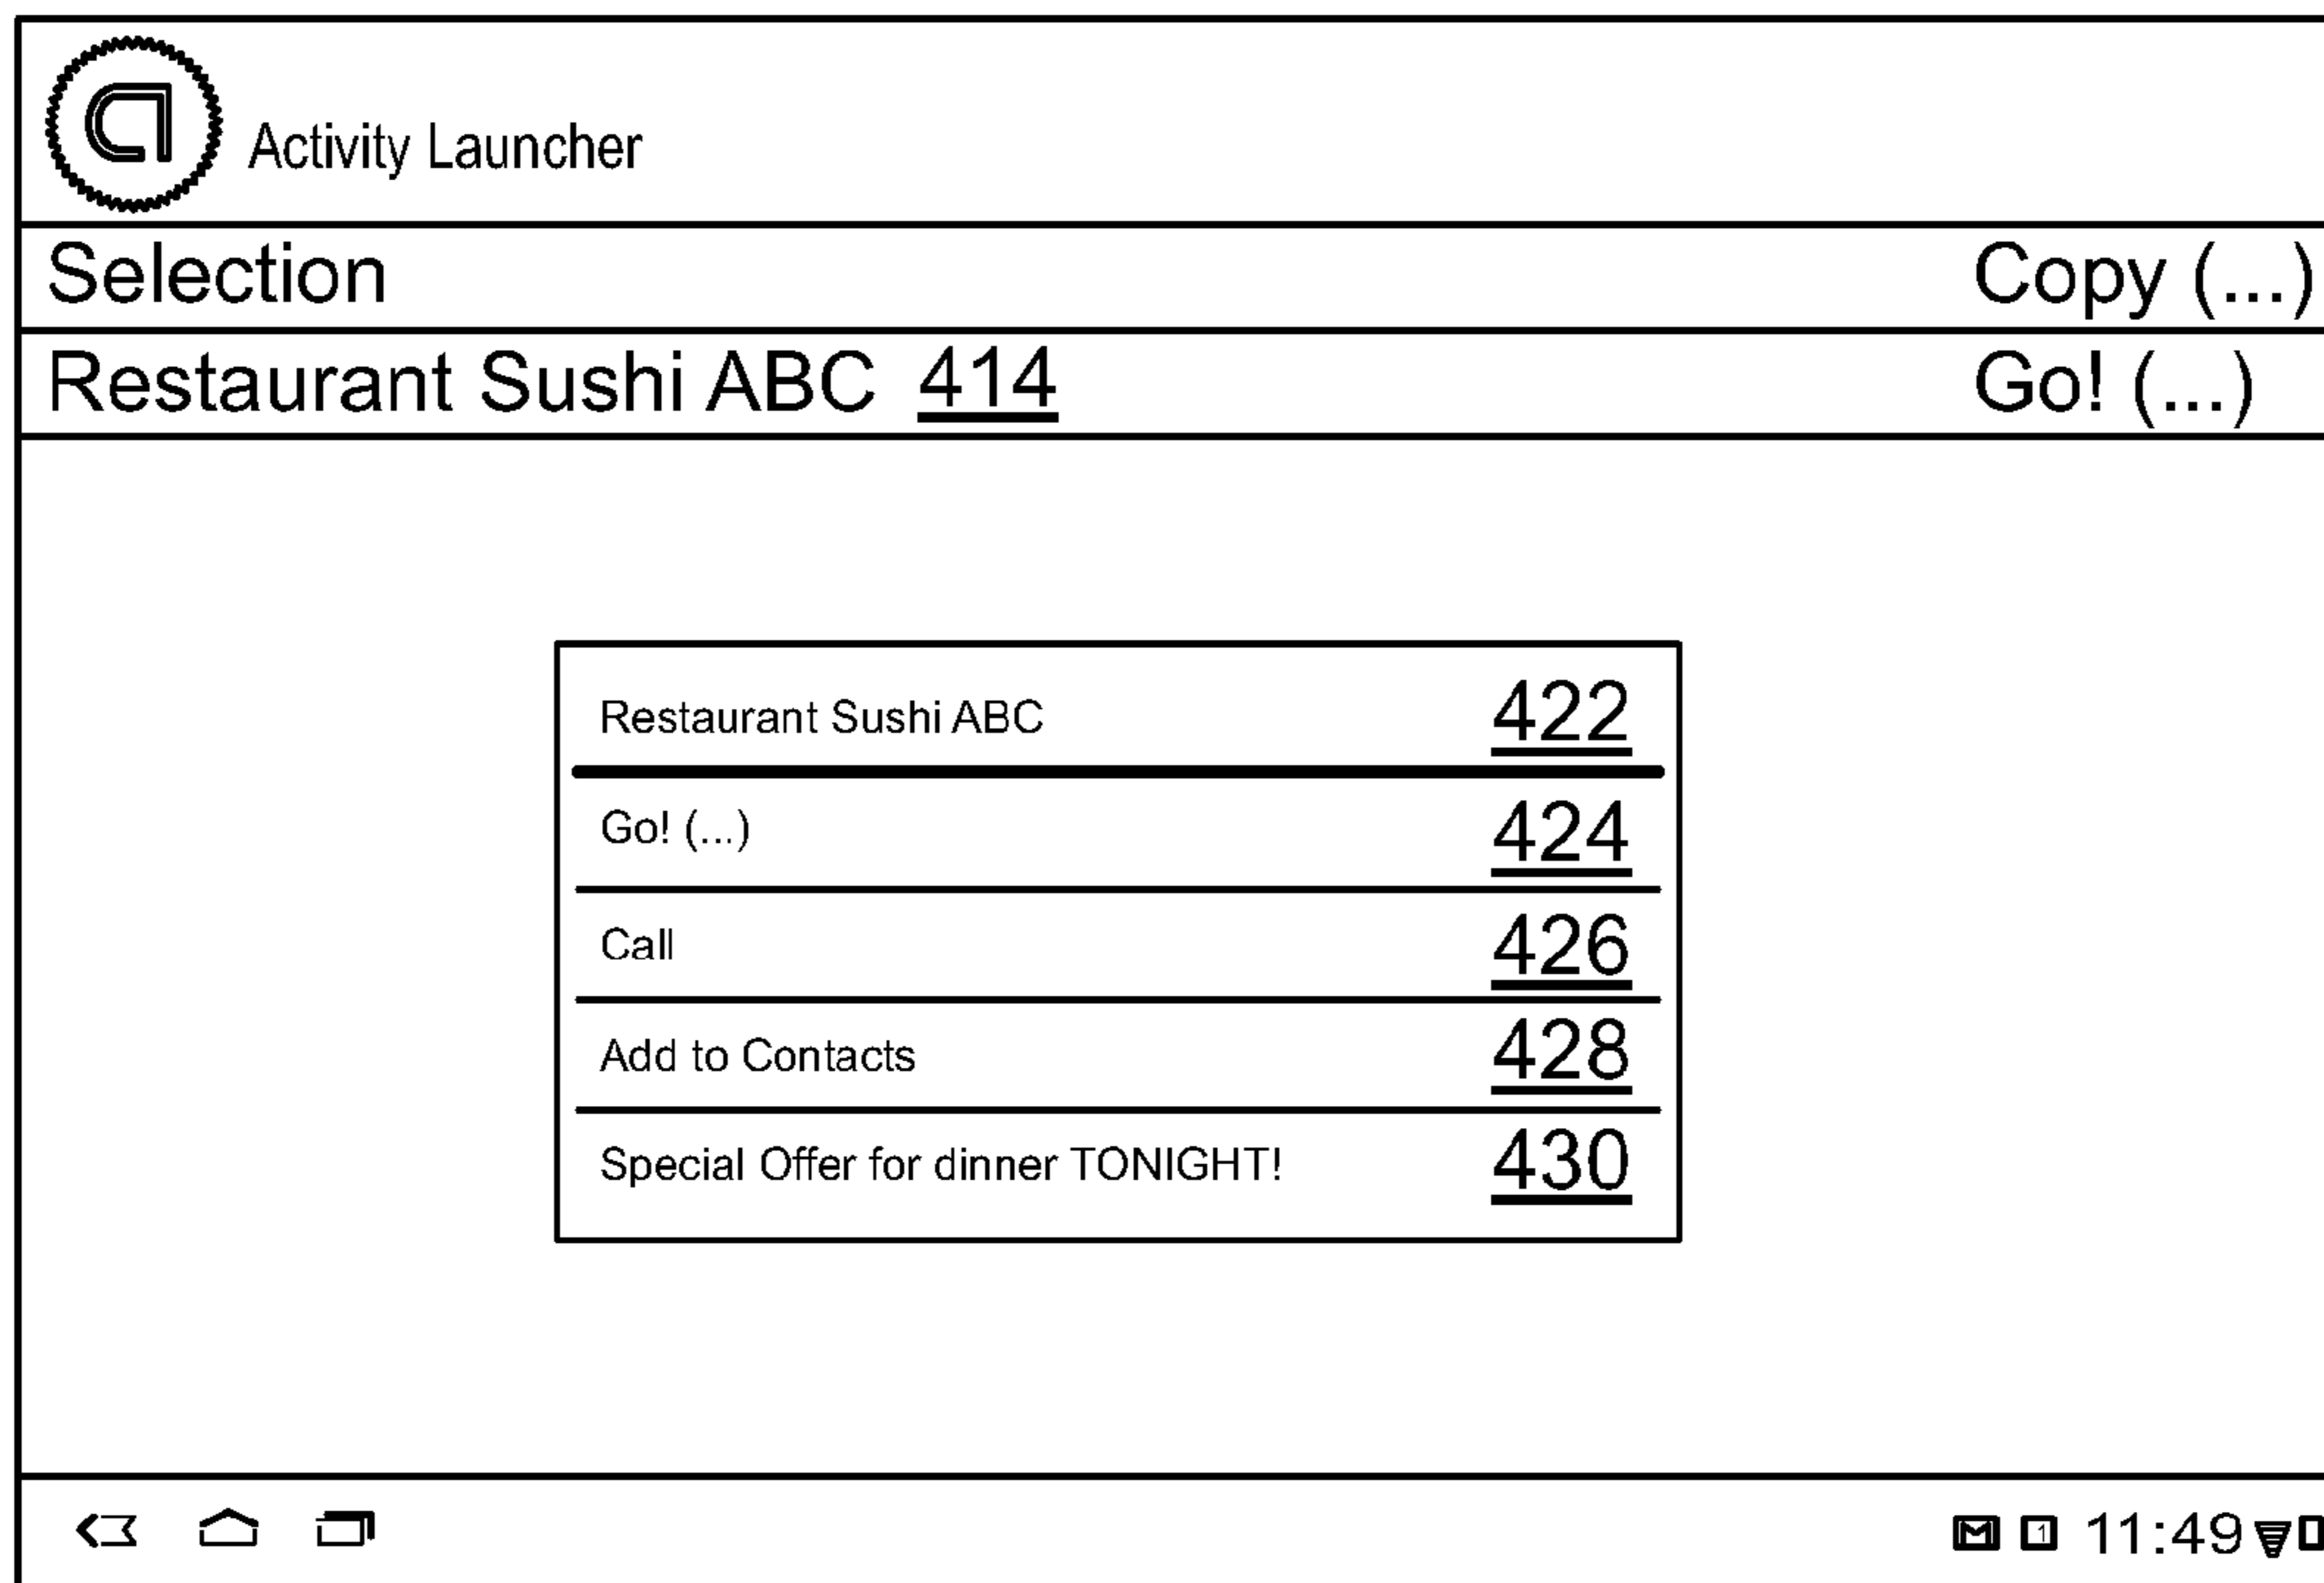 Activity Launcher
Selection Copy (...)
Restaurant Sushi ABC 414 Go! (...)
Restaurant Sushi ABC 422
Go! (...) 424
Call 426
Add to Contacts 428
Special Offer for dinner TONIGHT! 430
M 1 11:49